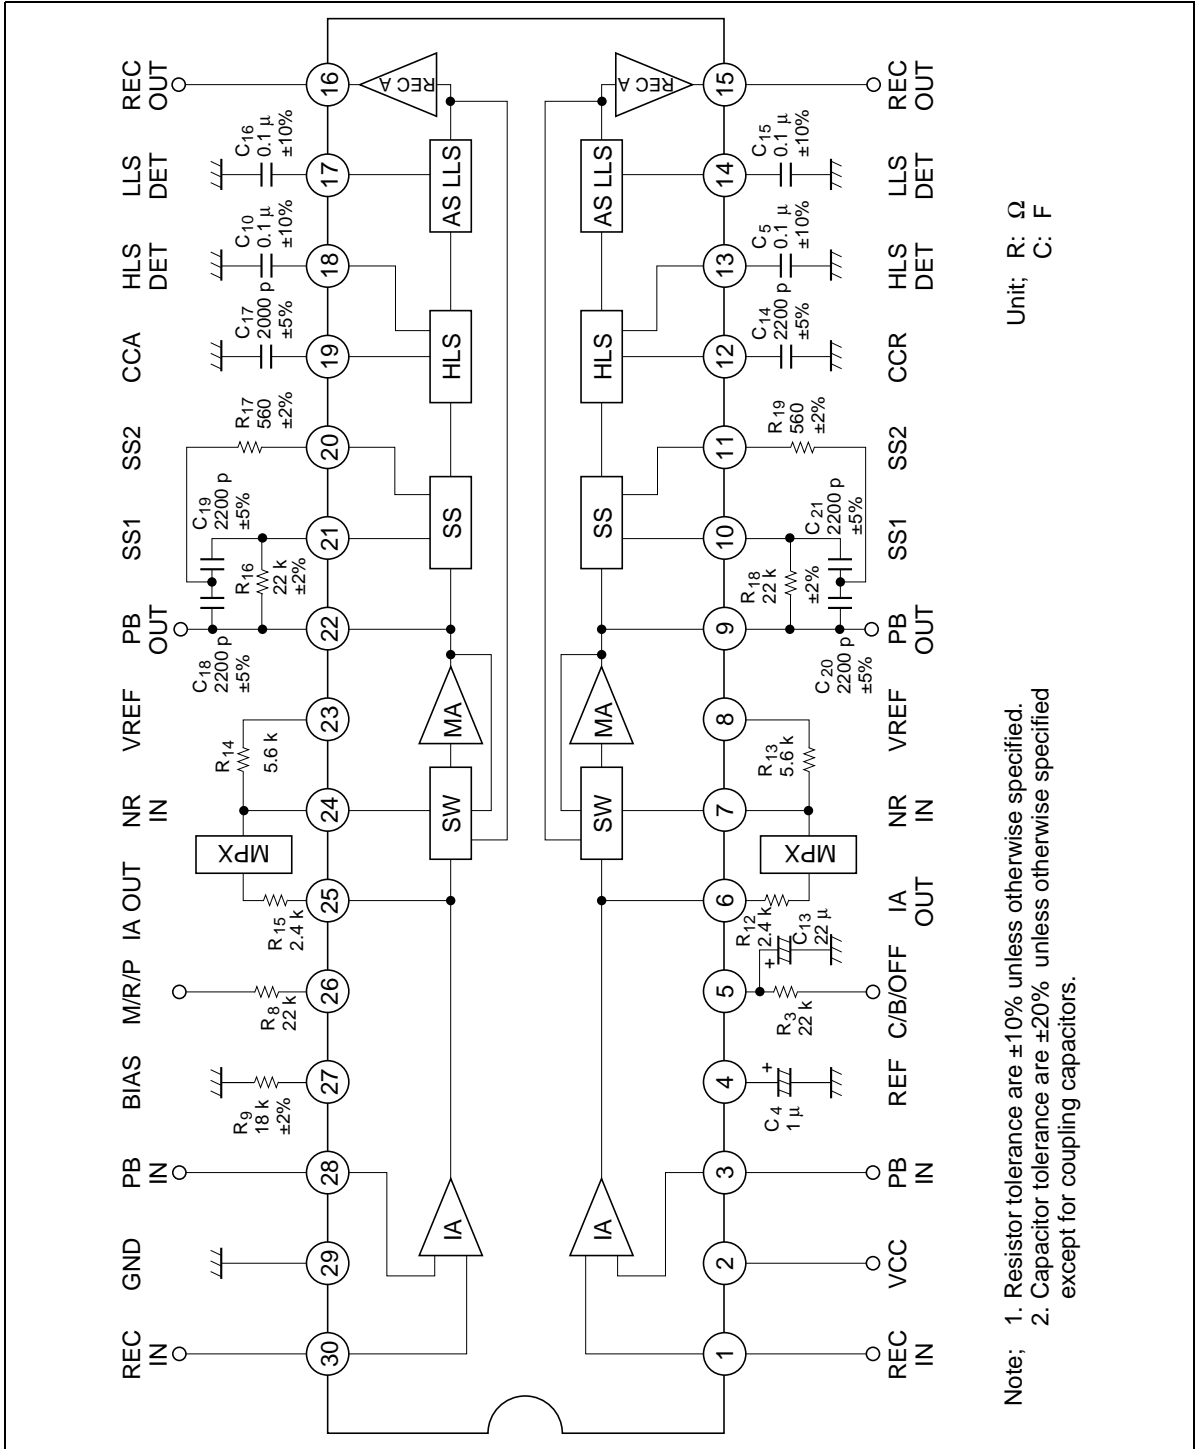 REC
IN
GND
PB
IN
BIAS
M/R/P
IA OUT
NR
IN
VREF
PB
OUT
SS1
SS2
CCA
HLS
DET
LLS
DET
REC
OUT
R9
18 k
±2%
R8
22 k
R15
2.4 k
MPX
R14
5.6 k
C18
2200 p
±5%
R16
22 k
±2%
C19
2200 p
±5%
R17
560
±2%
C17
2000 p
±5%
C10
0.1 µ
±10%
C16
0.1 µ
±10%
30
29
28
27
26
25
24
23
22
21
20
19
18
17
16
IA
SW
MA
SS
HLS
AS LLS
REC A
IA
SW
MA
SS
HLS
AS LLS
REC A
1
2
3
4
5
6
7
8
9
10
11
12
13
14
15
C4
1 µ
+
R3
22 k
+
C13
22 µ
R12
2.4 k
MPX
R13
5.6 k
C20
2200 p
±5%
R18
22 k
±2%
C21
2200 p
±5%
R19
560
±2%
C14
2200 p
±5%
C5
0.1 µ
±10%
C15
0.1 µ
±10%
REC
IN
VCC
PB
IN
REF
C/B/OFF
IA
OUT
NR
IN
VREF
PB
OUT
SS1
SS2
CCR
HLS
DET
LLS
DET
REC
OUT
Unit; R: Ω
C: F
Note; 1. Resistor tolerance are ±10% unless otherwise specified.
2. Capacitor tolerance are ±20% unless otherwise specified
except for coupling capacitors.